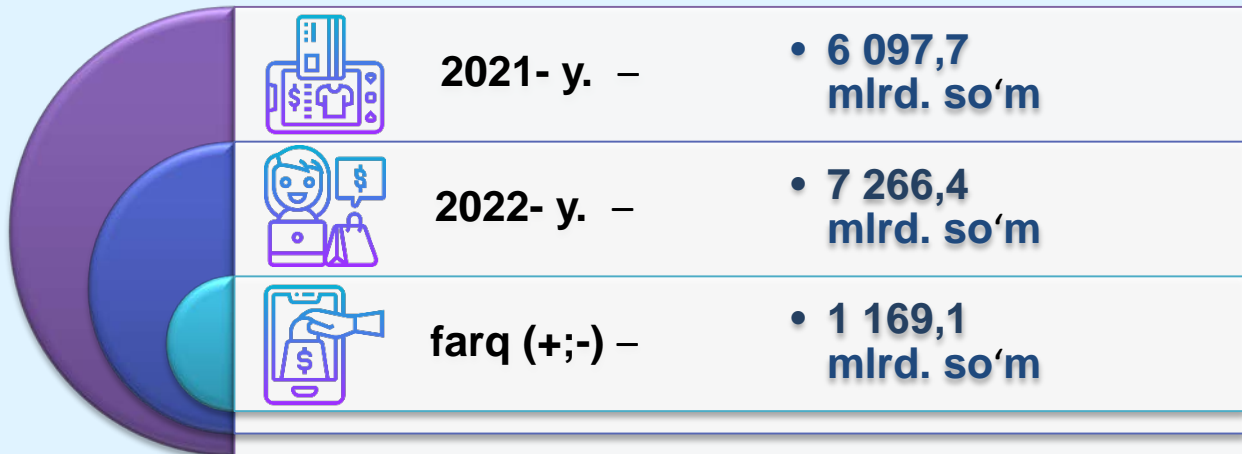 2021- y. –
• 6 097,7
mlrd. so‘m
2022- y. –
• 7 266,4
mlrd. so‘m
farq (+;-) –
• 1 169,1
mlrd. so‘m